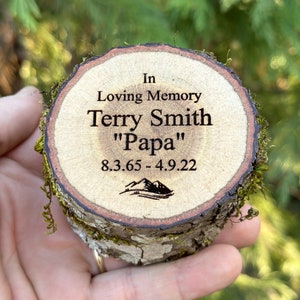 In
Loving Memory
Terry Smith
"Papa"
8.3.65 - 4.9.22